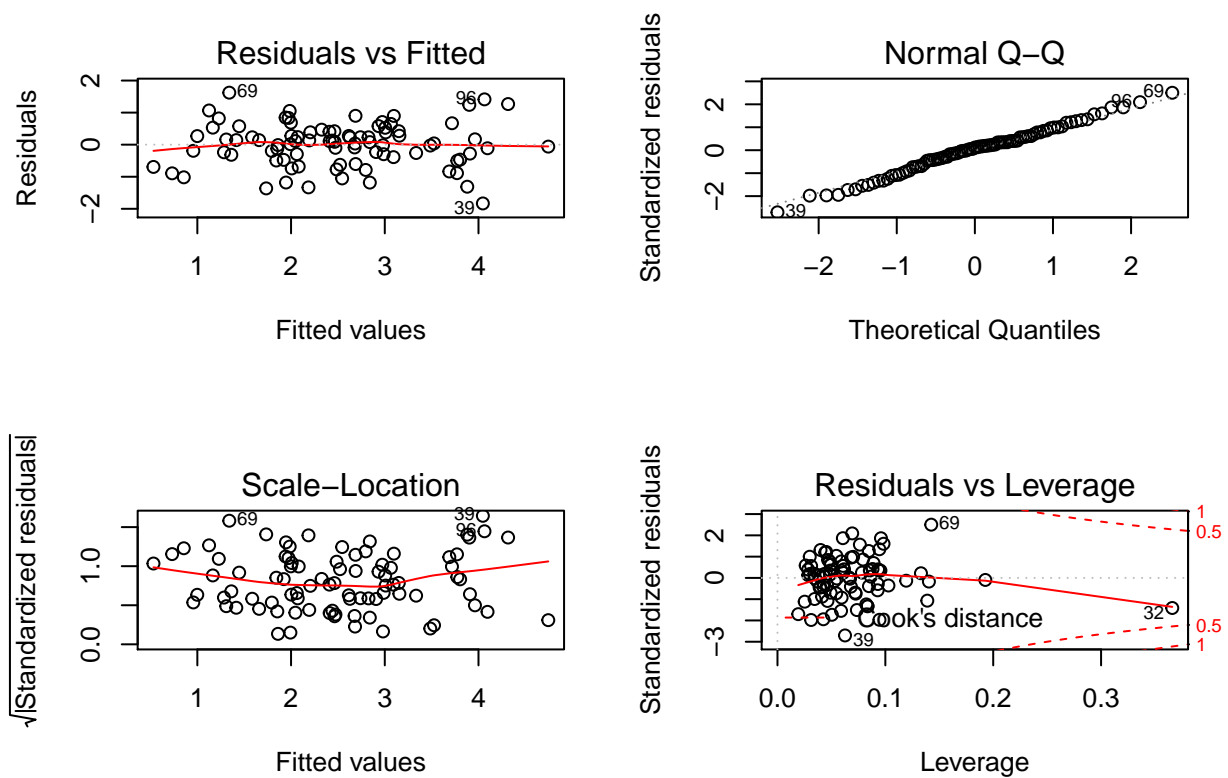 Residuals vs Fitted
Residuals
2
0
−2
69
96
39
1 2 3 4
Fitted values
Normal Q−Q
Standardized residuals
2
0
−2
69
96
39
−2 −1 0 1 2
Theoretical Quantiles
Scale−Location
√|Standardized residuals|
1.0
0.0
39
69
96
1 2 3 4
Fitted values
Residuals vs Leverage
Standardized residuals
2
0
−3
69
32
39
Cook's distance
1
0.5
0.5
1
0.0 0.1 0.2 0.3
Leverage